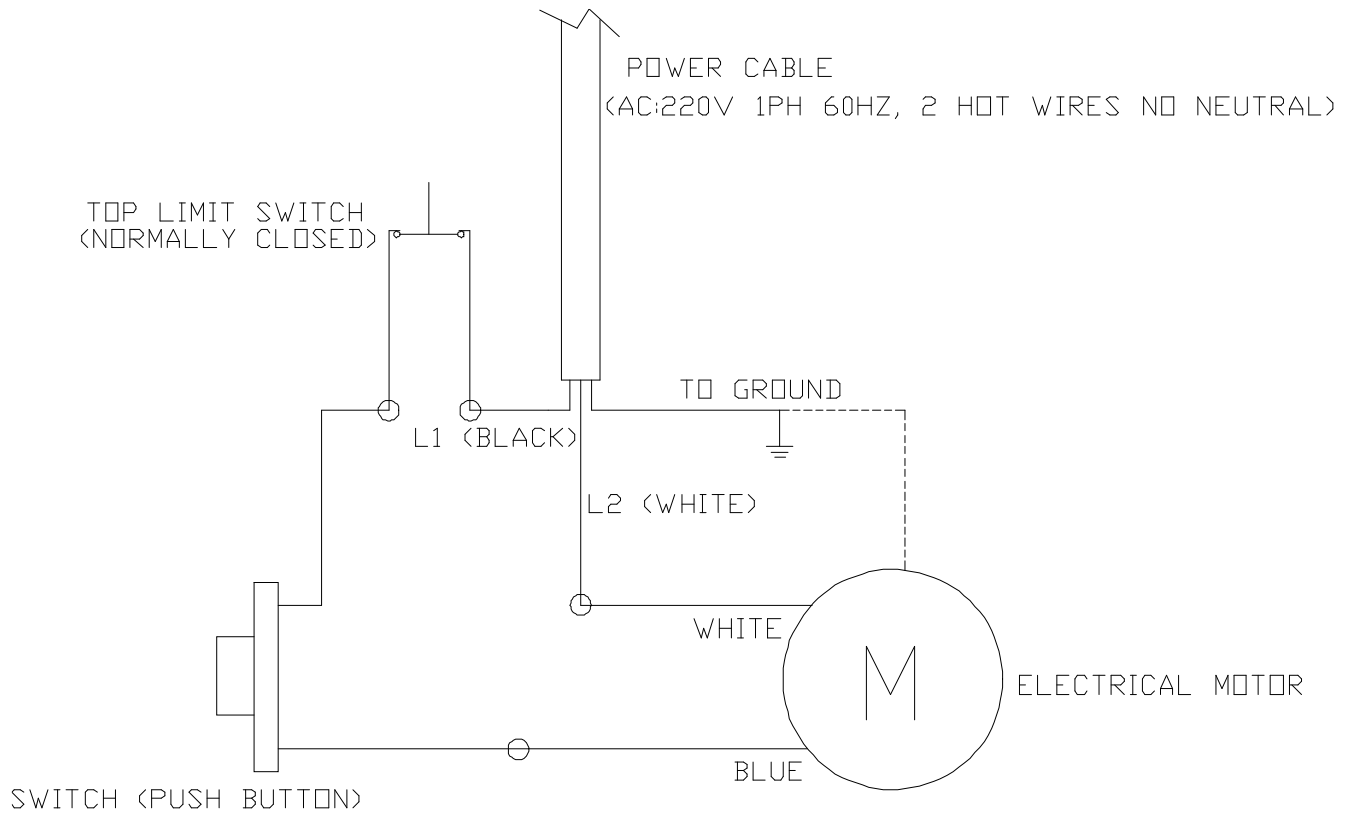 POWER CABLE
(AC:220V 1PH 60HZ, 2 HOT WIRES NO NEUTRAL)
TOP LIMIT SWITCH
(NORMALLY CLOSED)
TO GROUND
L1 (BLACK)
L2 (WHITE)
WHITE
M
ELECTRICAL MOTOR
BLUE
SWITCH (PUSH BUTTON)